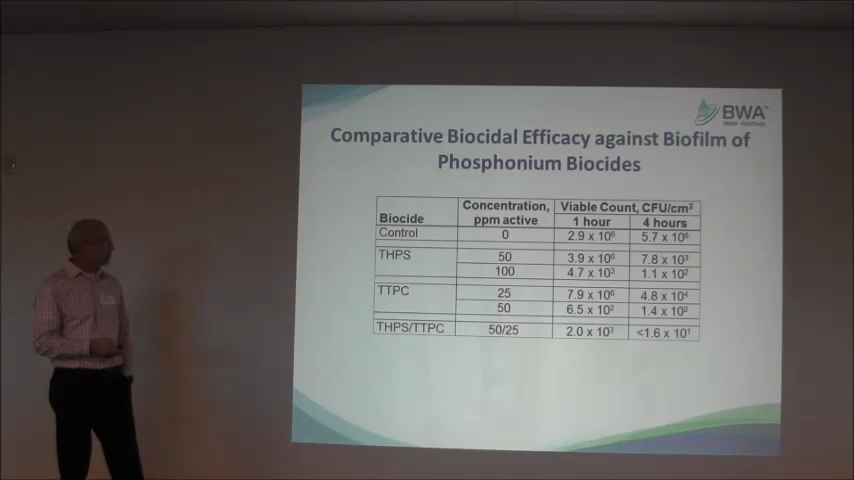 BWA™
Comparative Biocidal Efficacy against Biofilm of
Phosphonium Biocides
Biocide Concentration, ppm active Viable Count, CFU/cm²
1 hour 4 hours
Control 0 2.9 x 10⁶ 5.7 x 10⁶
THPS 50 3.9 x 10⁶ 7.8 x 10³
100 4.7 x 10³ 1.1 x 10²
TTPC 25 7.9 x 10⁶ 4.8 x 10⁴
50 6.5 x 10² 1.4 x 10²
THPS/TTPC 50/25 2.0 x 10³ <1.6 x 10¹